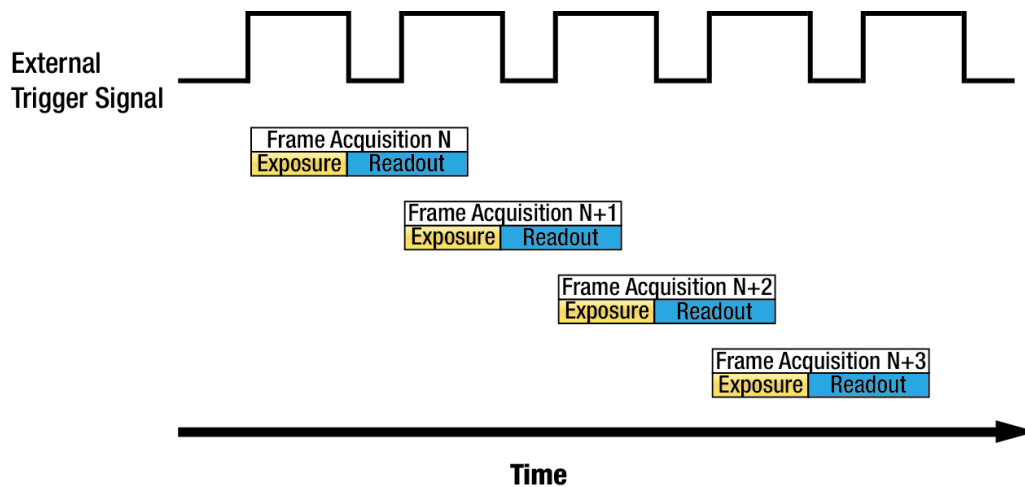 External
Trigger Signal
Frame Acquisition N
Exposure Readout
Frame Acquisition N+1
Exposure Readout
Frame Acquisition N+2
Exposure Readout
Frame Acquisition N+3
Exposure Readout
Time